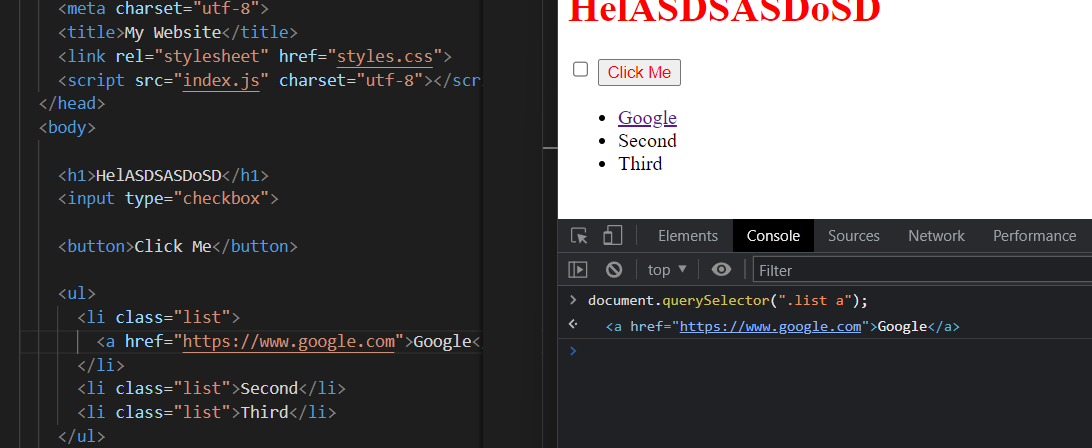 <meta charset="utf-8">
<title>My Website</title>
<link rel="stylesheet" href="styles.css">
<script src="index.js" charset="utf-8"></scr
</head>
<body>
<h1>HelASDSASDoSD</h1>
<input type="checkbox">
<button>Click Me</button>
<ul>
<li class="list">
<a href="https://www.google.com">Google<
</li>
<li class="list">Second</li>
<li class="list">Third</li>
</ul>
HelASDSASDoSD
Click Me
Google
Second
Third
Elements Console Sources Network Performance
top Filter
document.querySelector(".list a");
<a href="https://www.google.com">Google</a>